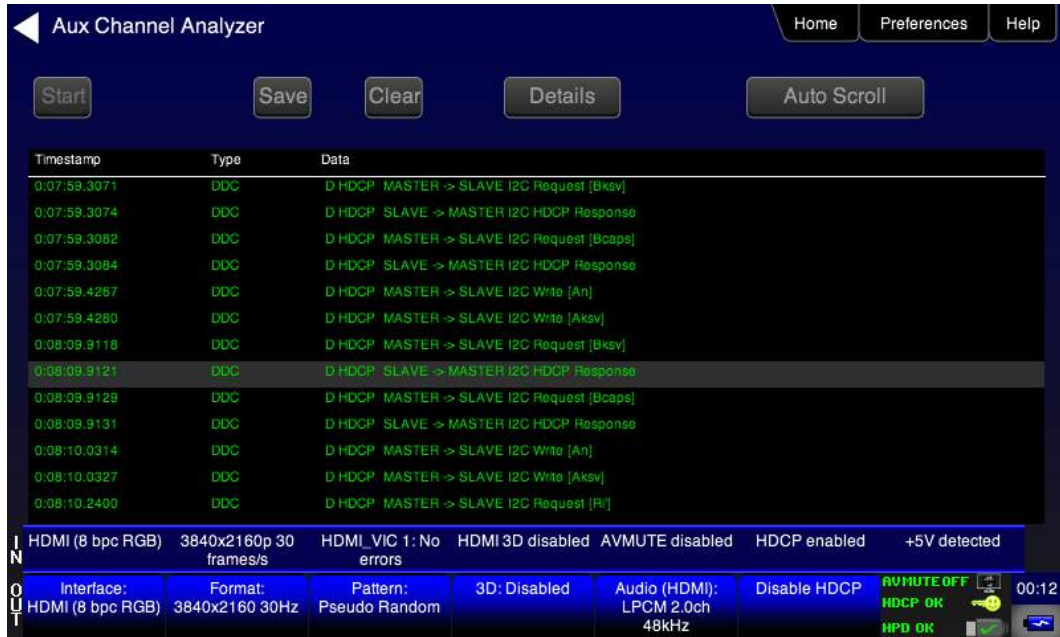 Aux Channel Analyzer Home Preferences Help
Start Save Clear Details Auto Scroll
Timestamp Type Data
0:07:59.3071 DDC D HDCP MASTER -> SLAVE I2C Request [Bksv]
0:07:59.3074 DDC D HDCP SLAVE -> MASTER I2C HDCP Response
0:07:59.3082 DDC D HDCP MASTER -> SLAVE I2C Request [Bcaps]
0:07:59.3084 DDC D HDCP SLAVE -> MASTER I2C HDCP Response
0:07:59.4267 DDC D HDCP MASTER -> SLAVE I2C Write [An]
0:07:59.4280 DDC D HDCP MASTER -> SLAVE I2C Write [Aksv]
0:08:09.9118 DDC D HDCP MASTER -> SLAVE I2C Request [Bksv]
0:08:09.9121 DDC D HDCP SLAVE -> MASTER I2C HDCP Response
0:08:09.9129 DDC D HDCP MASTER -> SLAVE I2C Request [Bcaps]
0:08:09.9131 DDC D HDCP SLAVE -> MASTER I2C HDCP Response
0:08:10.0314 DDC D HDCP MASTER -> SLAVE I2C Write [An]
0:08:10.0327 DDC D HDCP MASTER -> SLAVE I2C Write [Aksv]
0:08:10.2400 DDC D HDCP MASTER -> SLAVE I2C Request [Ri']
IN HDMI (8 bpc RGB) 3840x2160p 30 HDMI_VIC 1: No HDMI 3D disabled AVMUTE disabled HDCP enabled +5V detected
frames/s errors
OUT Interface: Format: Pattern: 3D: Disabled Audio (HDMI): Disable HDCP AVMUTE OFF 00:12
HDMI (8 bpc RGB) 3840x2160 30Hz Pseudo Random LPCM 2.0ch HDCP OK
48kHz HPD OK